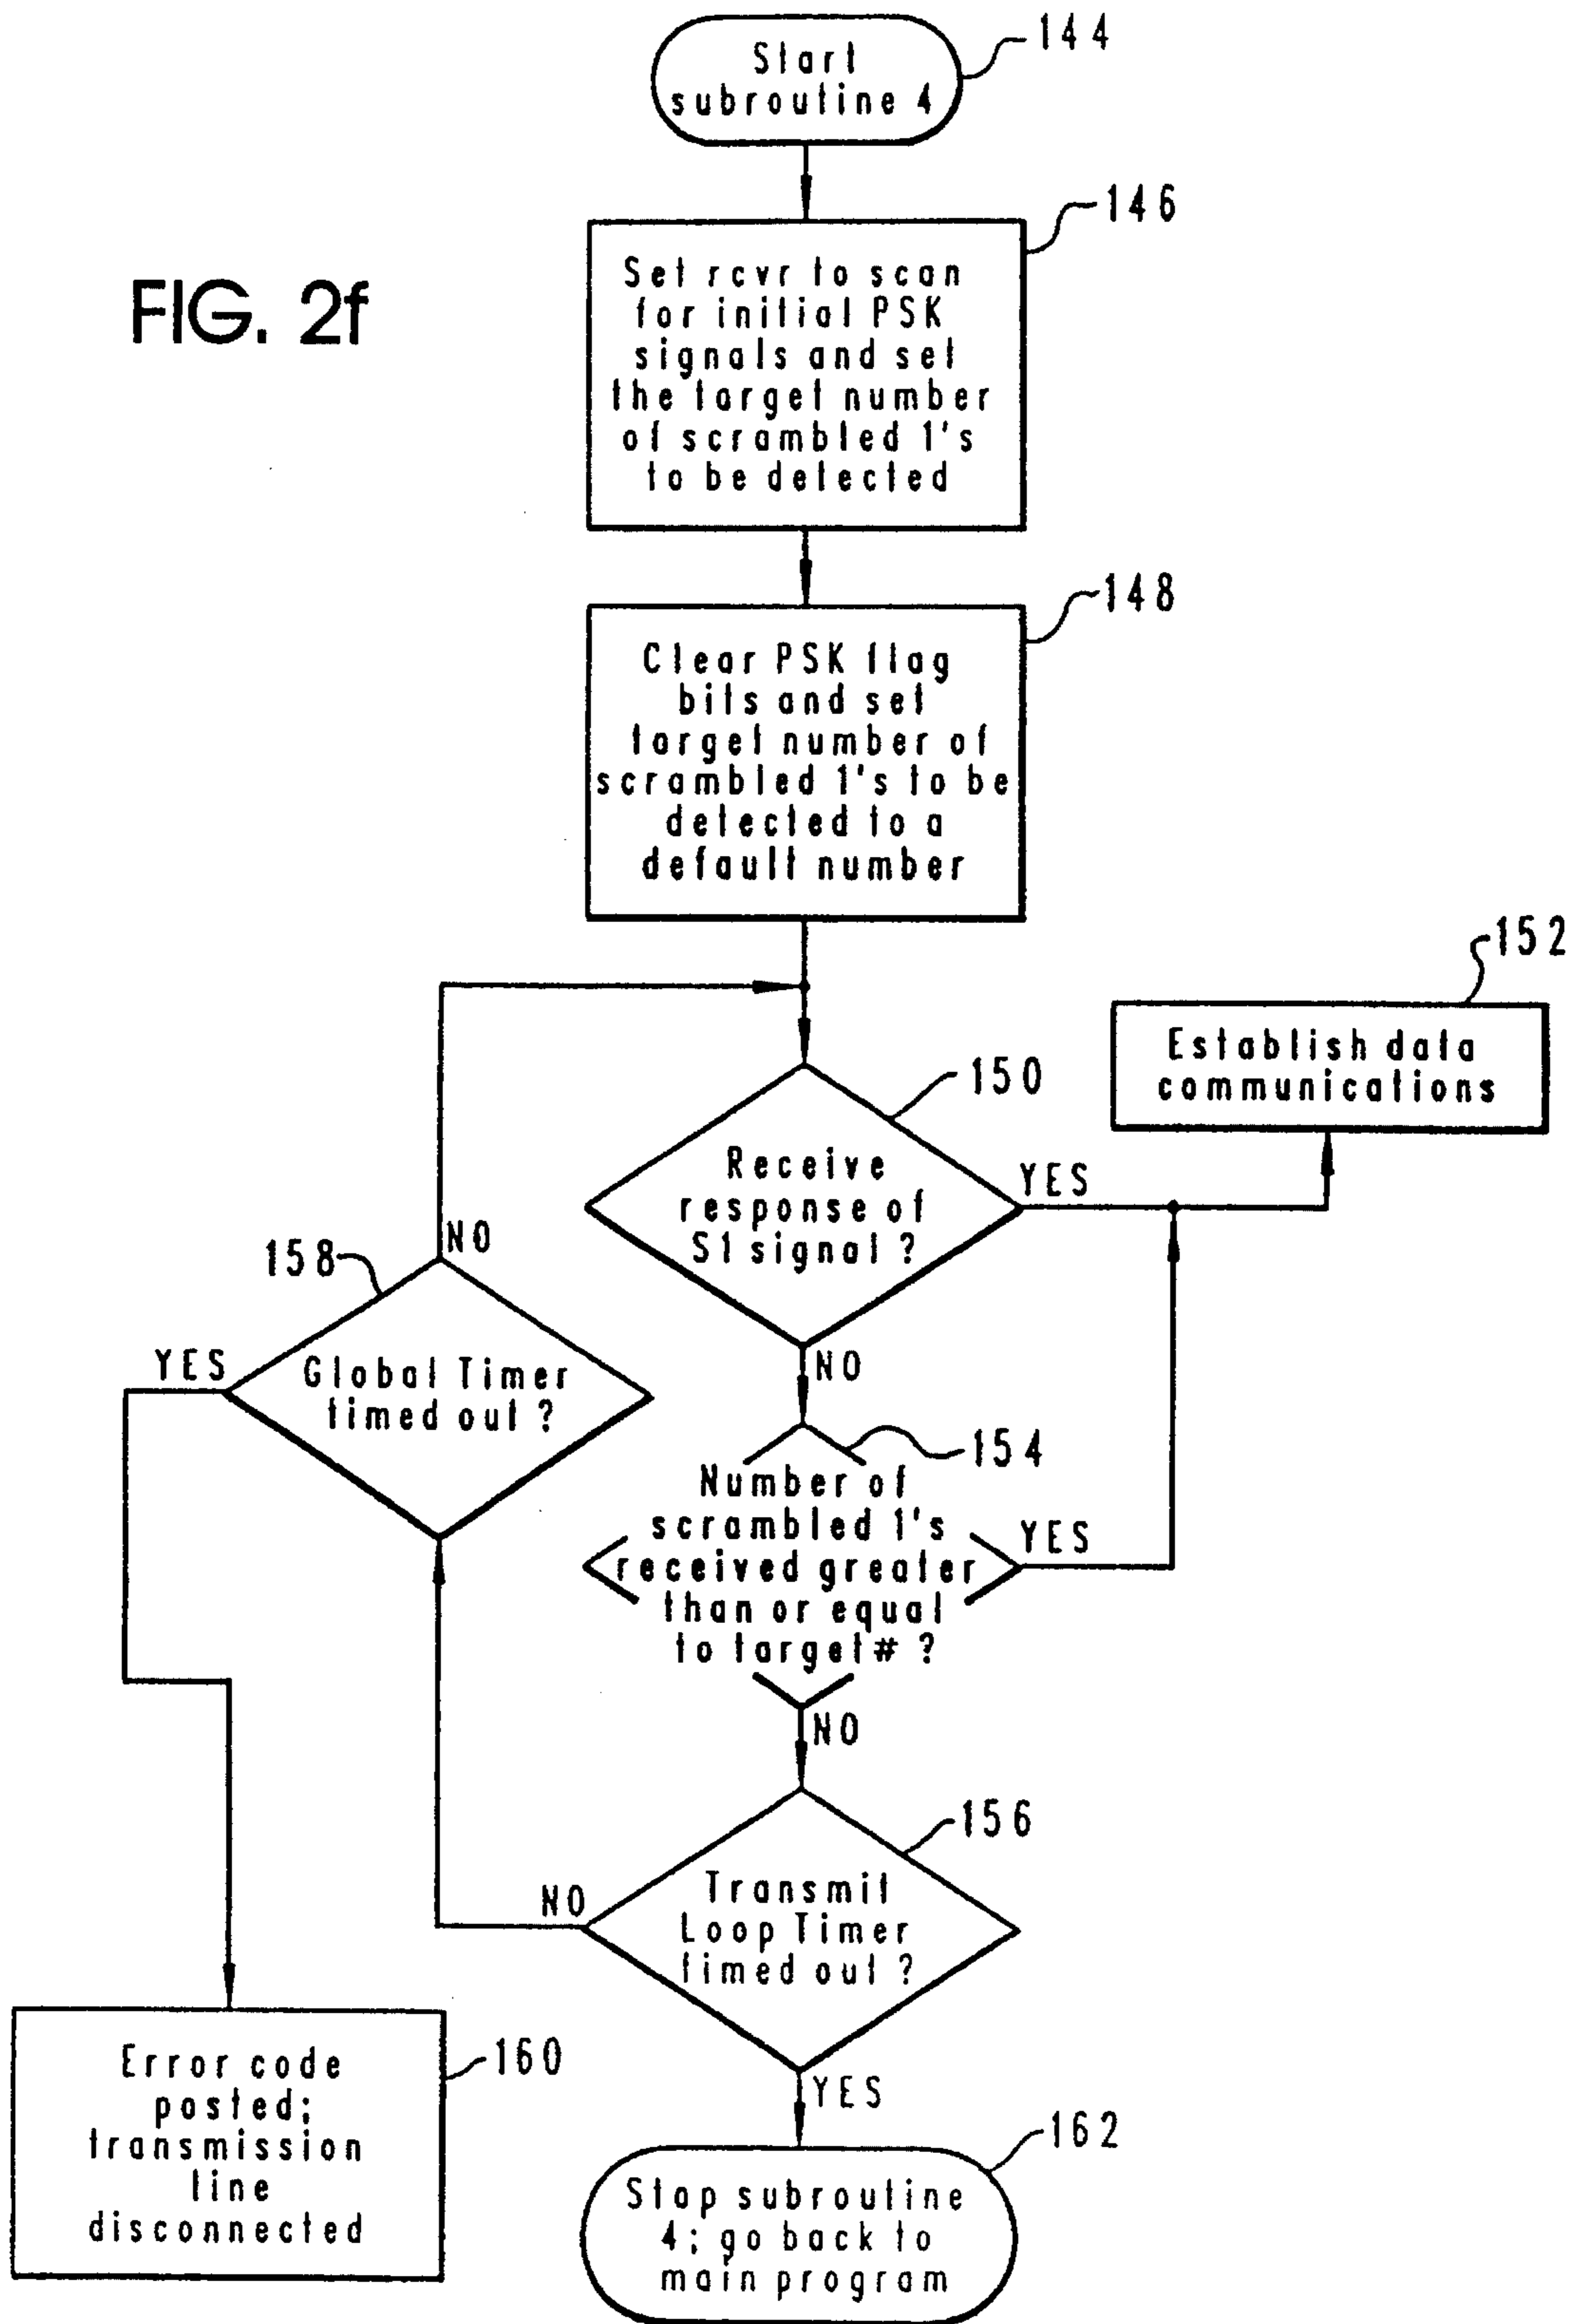 Start
subroutine 4
144
146
FIG. 2f
Set rcvr to scan
for initial PSK
signals and set
the target number
of scrambled 1's
to be detected
148
Clear PSK flag
bits and set
target number of
scrambled 1's to be
detected to a
default number
152
Establish data
communications
150
Receive
response of
S1 signal ?
YES
NO
158
NO
YES
Global Timer
timed out ?
154
Number of
scrambled 1's
received greater
than or equal
to target # ?
YES
NO
156
Transmit
Loop Timer
timed out ?
NO
YES
160
Error code
posted;
transmission
line
disconnected
162
Stop subroutine
4; go back to
main program